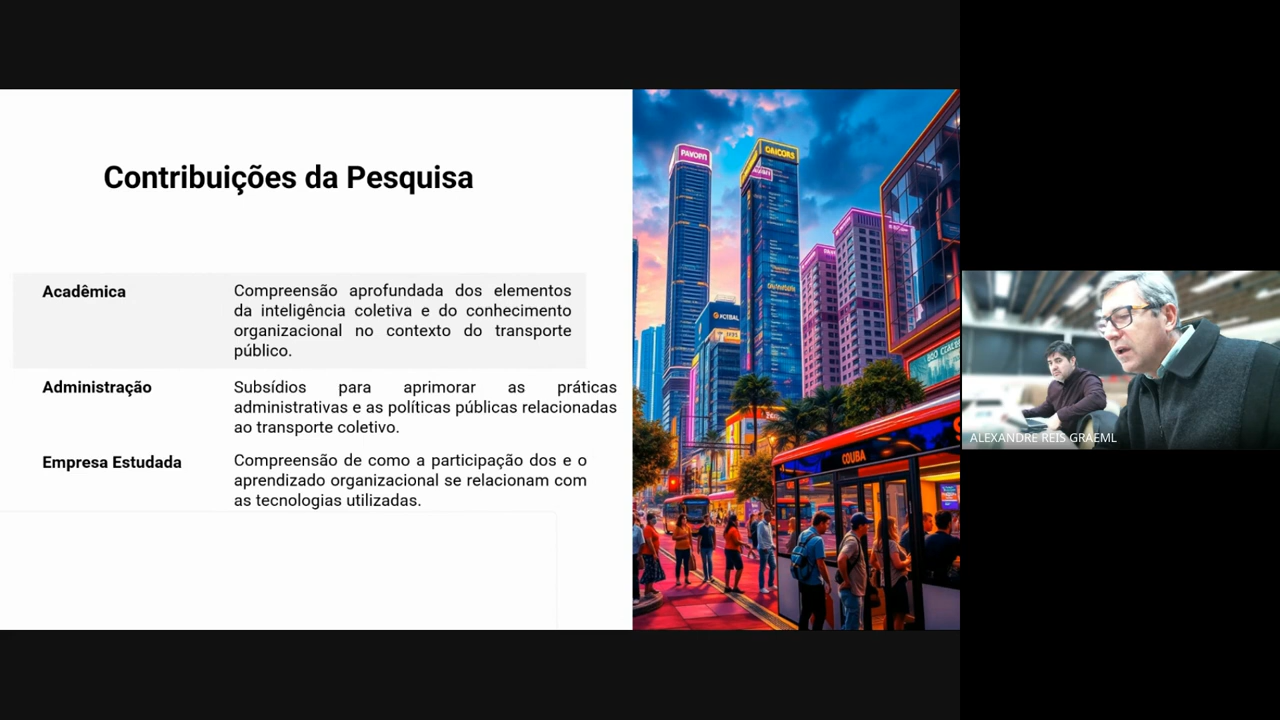 Contribuições da Pesquisa
Acadêmica
Compreensão aprofundada dos elementos
da inteligência coletiva e do conhecimento
organizacional no contexto do transporte
público.
Administração
Subsídios para aprimorar as práticas
administrativas e as políticas públicas relacionadas
ao transporte coletivo.
Empresa Estudada
Compreensão de como a participação dos e o
aprendizado organizacional se relacionam com
as tecnologias utilizadas.
COUBA
ALEXANDRE REIS GRAEML